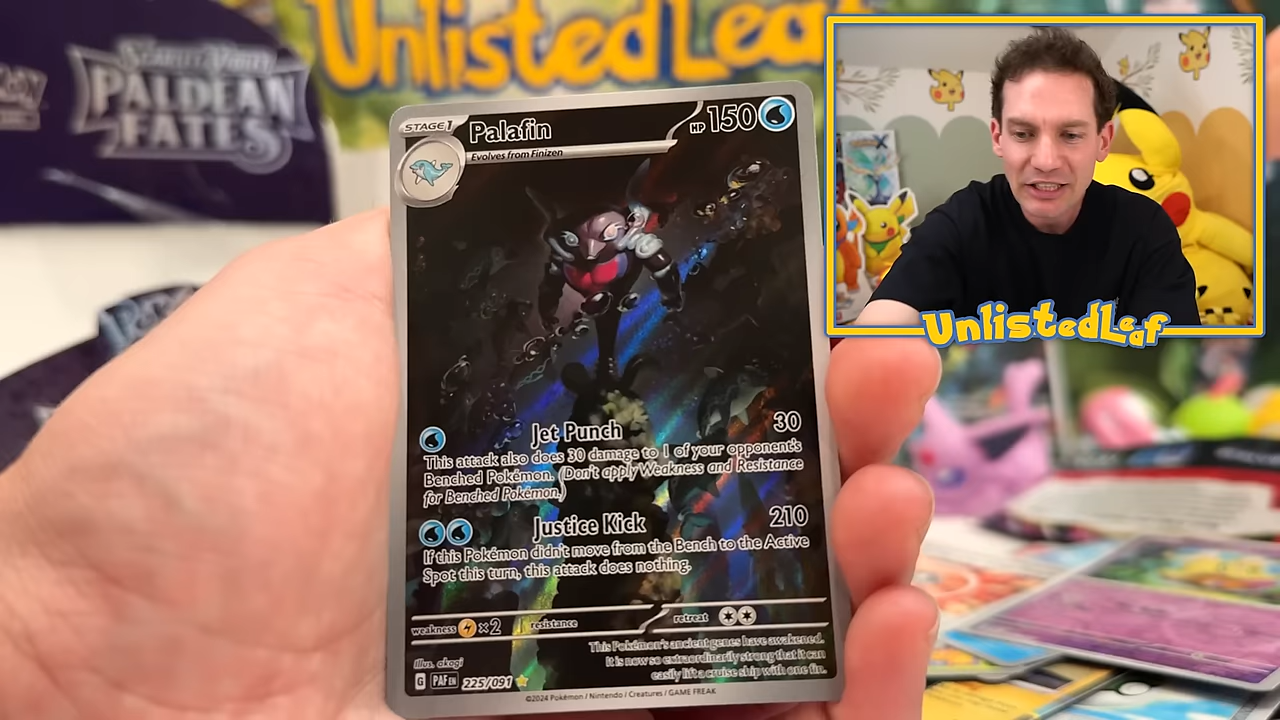 UnlistedLea
SCARLET & VIOLET
PALDEAN
FATES
STAGE 1
Palafin
HP 150
Evolves from Finizen
UnlistedLeaf
Jet Punch 30
This attack also does 30 damage to 1 of your opponent's
Benched Pokémon. (Don't apply Weakness and Resistance
for Benched Pokémon.)
Justice Kick 210
If this Pokémon didn't move from the Bench to the Active
Spot this turn, this attack does nothing.
weakness ×2 resistance retreat
This Pokémon's ancient genes have awakened.
It is now so extraordinarily strong that it can
easily lift a cruise ship with one fin.
Illus. akagi
G PAF EN 225/091
©2024 Pokémon / Nintendo / Creatures / GAME FREAK